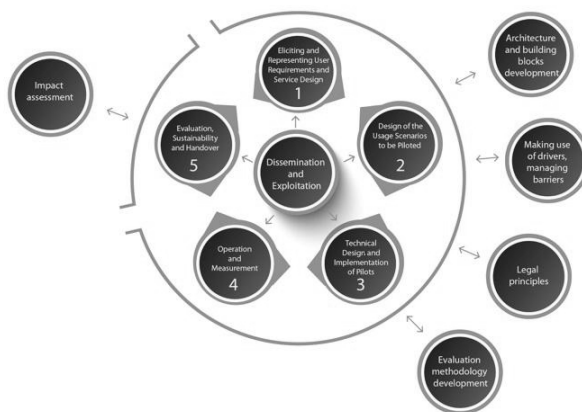 Eliciting and
Representing User
Requirements and
Service Design
1
Design of the
Usage Scenarios
to be Piloted
2
Technical
Design and
Implementation
of Pilots
3
Operation
and
Measurement
4
Evaluation,
Sustainability
and Handover
5
Dissemination
and
Exploitation
Impact
assessment
Architecture
and building
blocks
development
Making use
of drivers,
managing
barriers
Legal
principles
Evaluation
methodology
development